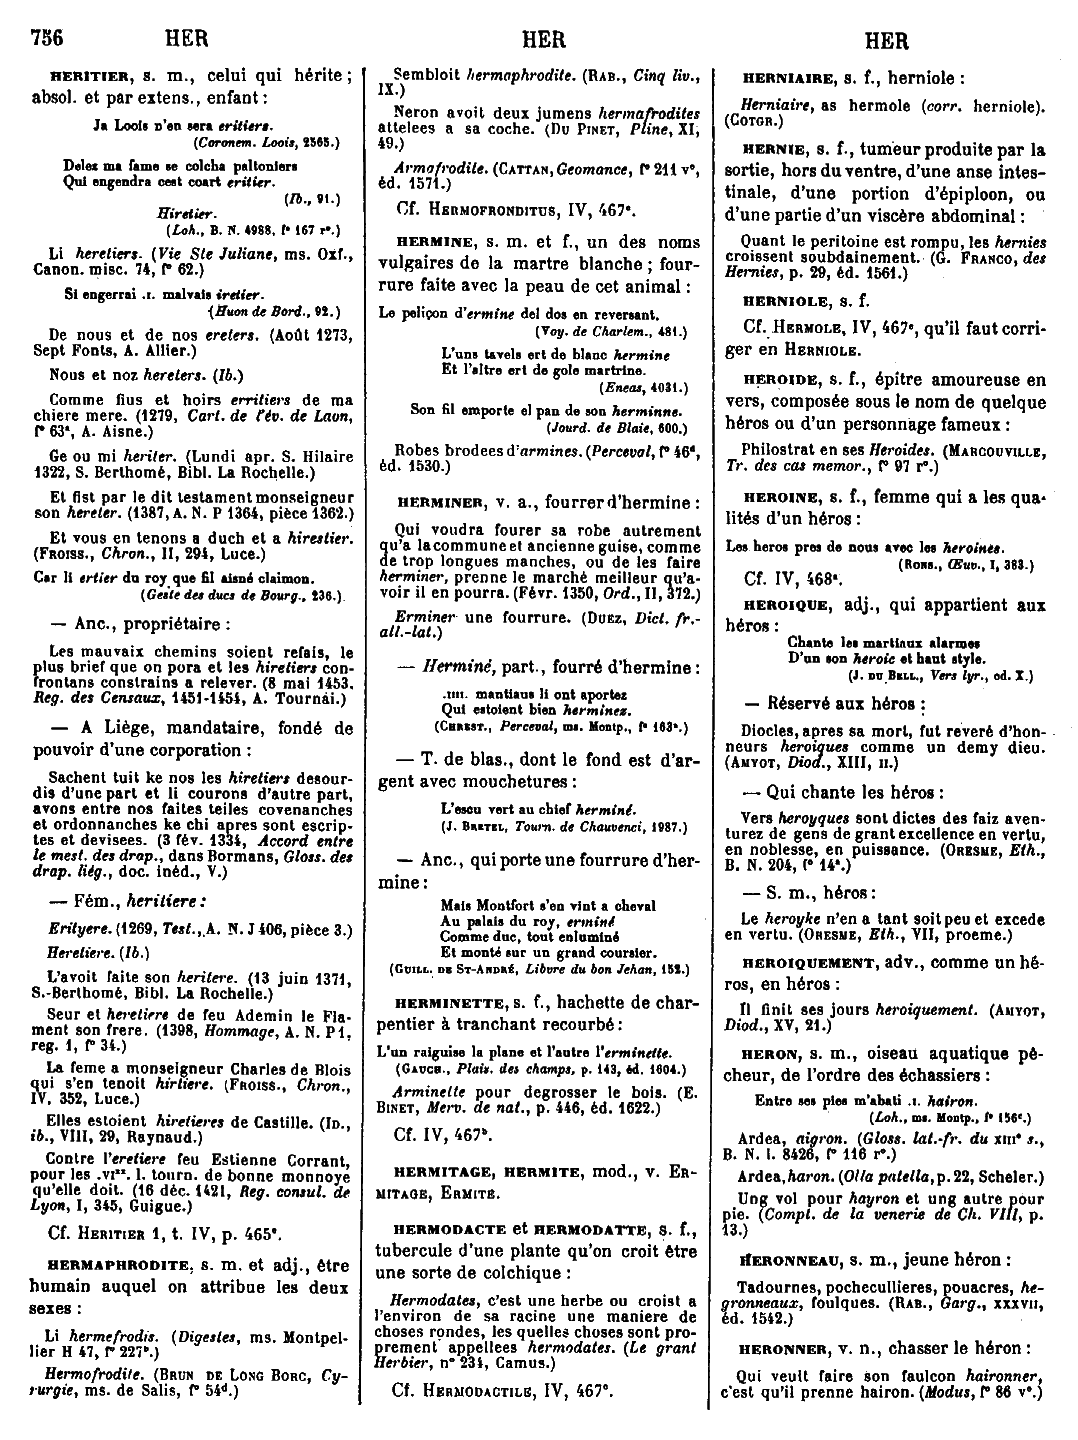 756 HER HER HER
HERITIER, s. m., celui qui hérite ;
absol. et par extens., enfant :
Ja Loois n'en sera eritiers.
(Coronem. Loois, 2565.)
Delez ma fame se colcha paltoniers
Qui engendra cest coart eritier.
(Ib., 91.)
Hiretier.
(Loh., B. N. 4988, f° 167 r°.)
Li heretiers. (Vie Ste Juliane, ms. Oxf.,
Canon. misc. 74, f° 62.)
Si engerrai .I. malvais iretier.
(Huon de Bord., 92.)
De nous et de nos ereters. (Août 1273,
Sept Fonts, A. Allier.)
Nous et noz hereters. (Ib.)
Comme fius et hoirs erritiers de ma
chiere mere. (1279, Cart. de l'év. de Laon,
f° 63ª, A. Aisne.)
Ge ou mi heriter. (Lundi apr. S. Hilaire
1322, S. Berthomé, Bibl. La Rochelle.)
Et fist par le dit testament monseigneur
son hereter. (1387, A. N. P 1364, pièce 1362.)
Et vous en tenons a duch et a hirestier.
(FROISS., Chron., II, 294, Luce.)
Car li ertier du roy que fil aisné claimon.
(Geste des ducs de Bourg., 236.)
— Anc., propriétaire :
Les mauvaix chemins soient refais, le
plus brief que on pora et les hiretiers con-
frontans constrains a relever. (8 mai 1453,
Reg. des Censaux, 1451-1454, A. Tournai.)
— A Liège, mandataire, fondé de
pouvoir d'une corporation :
Sachent tuit ke nos les hiretiers desour-
dis d'une part et li courons d'autre part,
avons entre nos faites teiles covenanches
et ordonnanches ke chi apres sont escrip-
tes et devisees. (3 fév. 1334, Accord entre
le mest. des drap., dans Bormans, Gloss. des
drap. liég., doc. inéd., V.)
— Fém., heritiere :
Erityere. (1269, Test., A. N. J 406, pièce 3.)
Heretiere. (Ib.)
L'avoit faite son heritere. (13 juin 1371,
S.-Berthomé, Bibl. La Rochelle.)
Seur et heretiere de feu Ademin le Fla-
ment son frere. (1398, Hommage, A. N. P 1,
reg. 1, f° 34.)
La feme a monseigneur Charles de Blois
qui s'en tenoit hirtiere. (FROISS., Chron.,
IV, 352, Luce.)
Elles estoient hiretieres de Castille. (ID.,
ib., VIII, 29, Raynaud.)
Contre l'eretiere feu Estienne Corrant,
pour les .VIxx. l. tourn. de bonne monnoye
qu'elle doit. (16 déc. 1421, Reg. consul. de
Lyon, I, 345, Guigue.)
Cf. HERITIER 1, t. IV, p. 465ª.
HERMAPHRODITE, s. m. et adj., être
humain auquel on attribue les deux
sexes :
Li hermefrodis. (Digestes, ms. Montpel-
lier H 47, f° 227ᵇ.)
Hermofrodite. (BRUN DE LONG BORC, Cy-
rurgie, ms. de Salis, f° 54ᵈ.)
Sembloit hermaphrodite. (RAB., Cinq liv.,
IX.)
Neron avoit deux jumens hermafrodites
attelees a sa coche. (DU PINET, Pline, XI,
49.)
Armafrodite. (CATTAN, Geomance, f° 211 v°,
éd. 1571.)
Cf. HERMOFRONDITUS, IV, 467ª.
HERMINE, s. m. et f., un des noms
vulgaires de la martre blanche ; four-
rure faite avec la peau de cet animal :
Le peliçon d'ermine del dos en reversant.
(Voy. de Charlem., 481.)
L'uns tavels ert de blanc hermine
Et l'altre ert de gole martrine.
(Eneas, 4031.)
Son fil emporte el pan de son herminne.
(Jourd. de Blaie, 600.)
Robes brodees d'armines. (Perceval, f° 46ᵈ,
éd. 1530.)
HERMINER, v. a., fourrer d'hermine :
Qui voudra fourer sa robe autrement
qu'a la commune et ancienne guise, comme
de trop longues manches, ou de les faire
herminer, prenne le marché meilleur qu'a-
voir il en pourra. (Févr. 1350, Ord., II, 372.)
Erminer une fourrure. (DUEZ, Dict. fr.-
all.-lat.)
— Herminé, part., fourré d'hermine :
.IIII. mantiaus li ont aportez
Qui estoient bien herminez.
(CHREST., Perceval, ms. Montp., f° 163ᵇ.)
— T. de blas., dont le fond est d'ar-
gent avec mouchetures :
L'escu vert au chief herminé.
(J. BRETEL, Tourn. de Chauvenci, 1987.)
— Anc., qui porte une fourrure d'her-
mine :
Mais Montfort s'en vint a cheval
Au palais du roy, erminé
Comme duc, tout enluminé
Et monté sur un grand coursier.
(GUILL. DE ST-ANDRÉ, Libvre du bon Jehan, 152.)
HERMINETTE, s. f., hachette de char-
pentier à tranchant recourbé :
L'un raiguise la plane et l'autre l'erminette.
(GAUCH., Plais. des champs, p. 143, éd. 1604.)
Arminette pour degrosser le bois. (E.
BINET, Merv. de nat., p. 446, éd. 1622.)
Cf. IV, 467ᵇ.
HERMITAGE, HERMITE, mod., v. ER-
MITAGE, ERMITE.
HERMODACTE et HERMODATTE, s. f.,
tubercule d'une plante qu'on croit être
une sorte de colchique :
Hermodates, c'est une herbe ou croist a
l'environ de sa racine une maniere de
choses rondes, les quelles choses sont pro-
prement appellees hermodates. (Le grant
Herbier, n° 234, Camus.)
Cf. HERMODACTILE, IV, 467ª.
HERNIAIRE, s. f., herniole :
Herniaire, as hermole (corr. herniole).
(COTGR.)
HERNIE, s. f., tumeur produite par la
sortie, hors du ventre, d'une anse intes-
tinale, d'une portion d'épiploon, ou
d'une partie d'un viscère abdominal :
Quant le peritoine est rompu, les hernies
croissent soubdainement. (G. FRANCO, des
Hernies, p. 29, éd. 1561.)
HERNIOLE, s. f.
Cf. HERMOLE, IV, 467ᶜ, qu'il faut corri-
ger en HERNIOLE.
HEROIDE, s. f., épitre amoureuse en
vers, composée sous le nom de quelque
héros ou d'un personnage fameux :
Philostrat en ses Heroides. (MARCOUVILLE,
Tr. des cas memor., f° 97 r°.)
HEROINE, s. f., femme qui a les qua-
lités d'un héros :
Les heros pres de nous avec les heroines.
(RONS., Œuv., I, 383.)
Cf. IV, 468ª.
HEROIQUE, adj., qui appartient aux
héros :
Chante les martiaux alarmes
D'un son heroic et haut style.
(J. DU BELL., Vers lyr., od. X.)
— Réservé aux héros :
Diocles, apres sa mort, fut reveré d'hon-
neurs heroiques comme un demy dieu.
(AMYOT, Diod., XIII, II.)
— Qui chante les héros :
Vers heroyques sont dictes des faiz aven-
turez de gens de grant excellence en vertu,
en noblesse, en puissance. (ORESME, Eth.,
B. N. 204, f° 14ª.)
— S. m., héros :
Le heroyke n'en a tant soit peu et excede
en vertu. (ORESME, Eth., VII, proeme.)
HEROIQUEMENT, adv., comme un hé-
ros, en héros :
Il finit ses jours heroiquement. (AMYOT,
Diod., XV, 21.)
HERON, s. m., oiseau aquatique pê-
cheur, de l'ordre des échassiers :
Entre ses pies m'abati .I. hairon.
(Loh., ms. Montp., f° 156ᶜ.)
Ardea, aigron. (Gloss. lat.-fr. du XIIIe s.,
B. N. l. 8426, f° 116 r°.)
Ardea, haron. (Olla patella, p. 22, Scheler.)
Ung vol pour hayron et ung autre pour
pie. (Compt. de la venerie de Ch. VIII, p.
13.)
HERONNEAU, s. m., jeune héron :
Tadournes, pochecullieres, pouacres, he-
gronneaux, foulques. (RAB., Garg., XXXVII,
éd. 1542.)
HERONNER, v. n., chasser le héron :
Qui veult faire son faulcon haironner,
c'est qu'il prenne hairon. (Modus, f° 86 v°.)